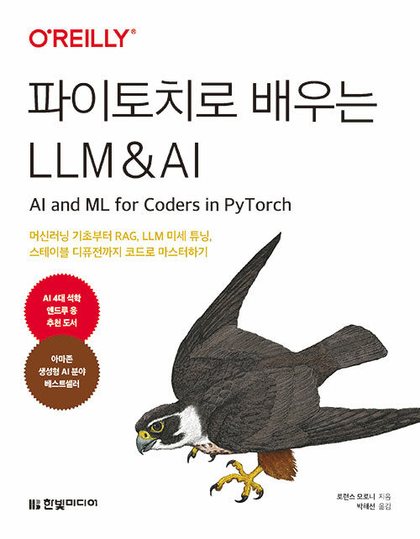 O'REILLY®
파이토치로 배우는
LLM & AI
AI and ML for Coders in PyTorch
머신러닝 기초부터 RAG, LLM 미세 튜닝,
스테이블 디퓨전까지 코드로 마스터하기
AI 4대 석학
앤드루 응
추천 도서
아마존
생성형 AI 분야
베스트셀러
로런스 모로니 지음
박해선 옮김
한빛미디어